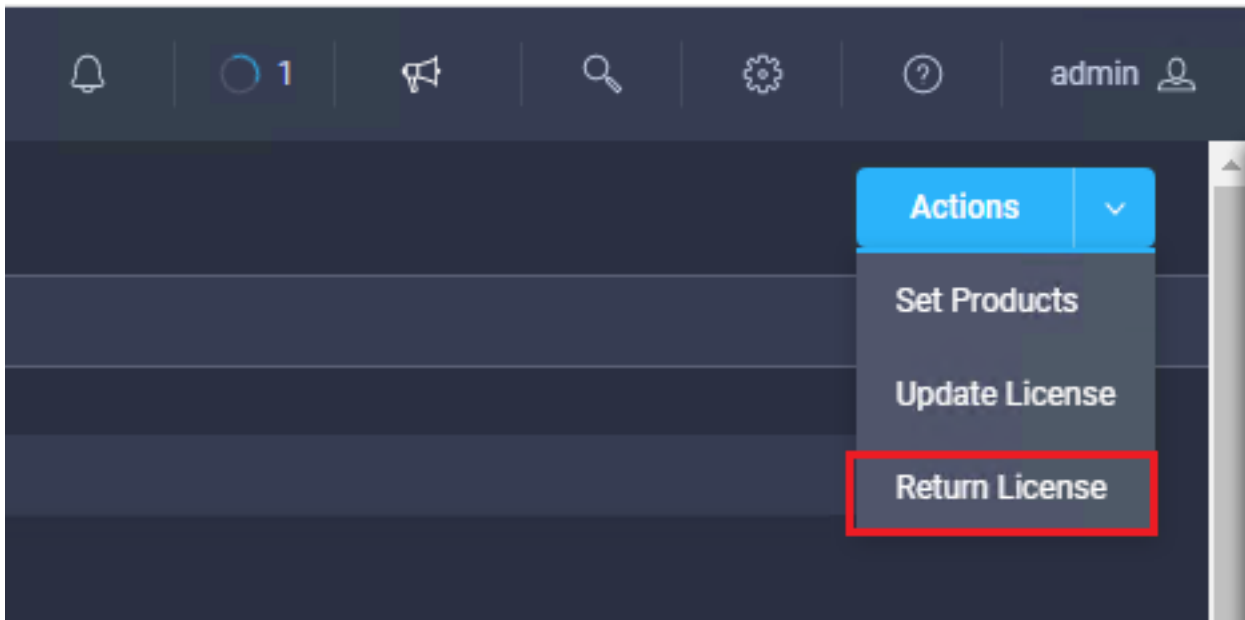 1
admin
Actions
Set Products
Update License
Return License